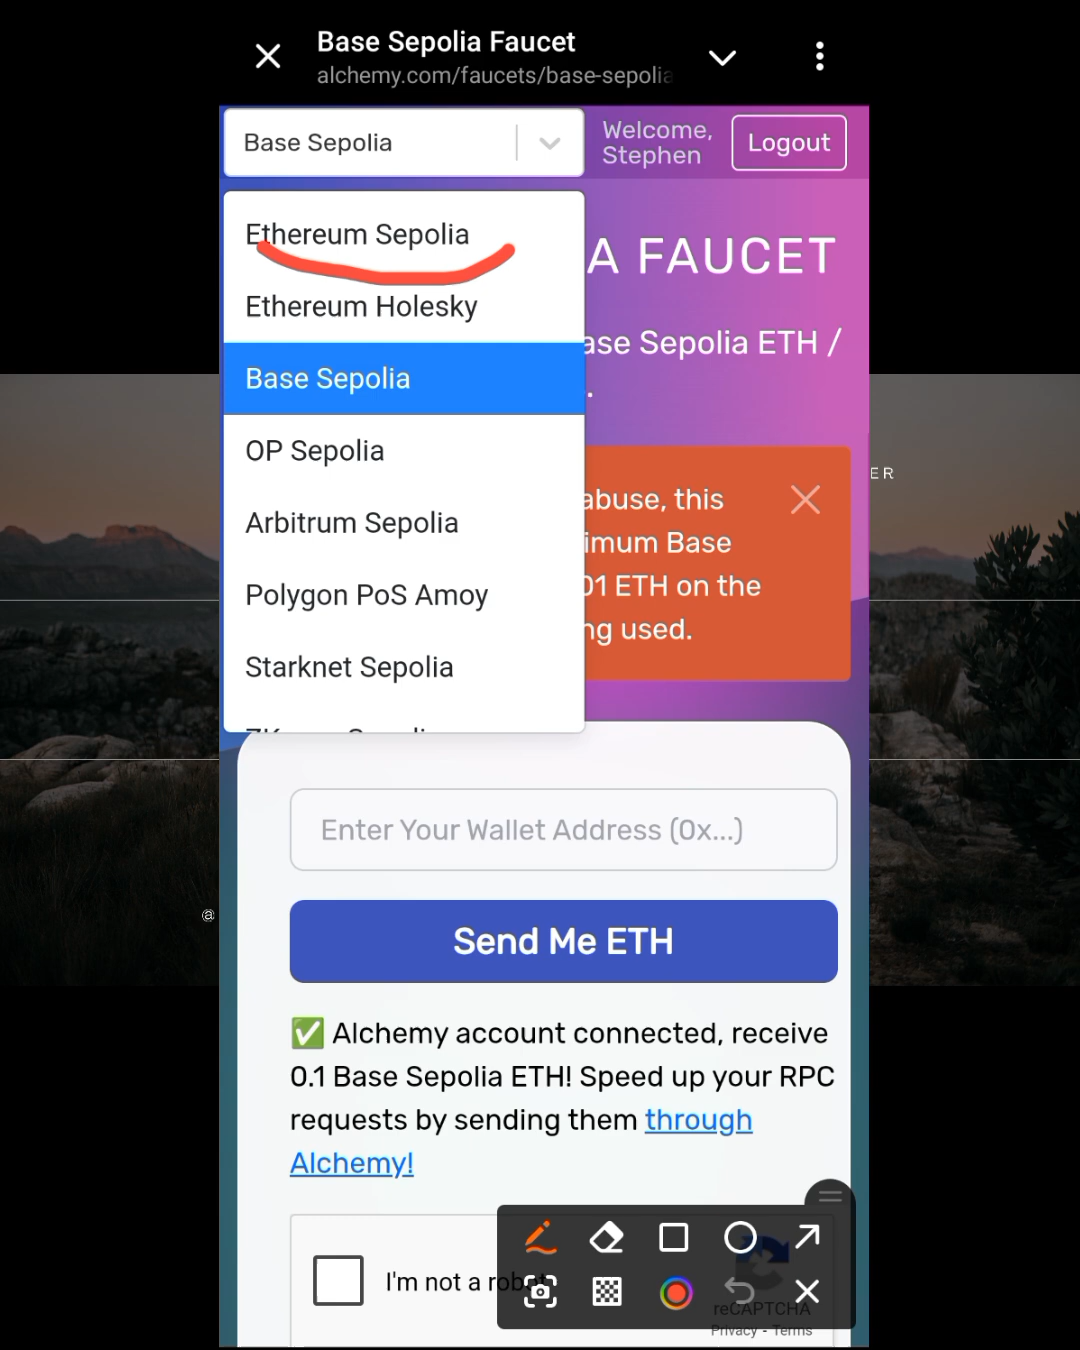 Base Sepolia Faucet
alchemy.com/faucets/base-sepolia
Base Sepolia
Welcome,
Stephen
Logout
Ethereum Sepolia
Ethereum Holesky
Base Sepolia
OP Sepolia
Arbitrum Sepolia
Polygon PoS Amoy
Starknet Sepolia
A FAUCET
ase Sepolia ETH /
.
abuse, this
imum Base
01 ETH on the
ng used.
ER
Enter Your Wallet Address (0x...)
@
Send Me ETH
✅ Alchemy account connected, receive
0.1 Base Sepolia ETH! Speed up your RPC
requests by sending them through
Alchemy!
I'm not a robot
reCAPTCHA
Privacy - Terms